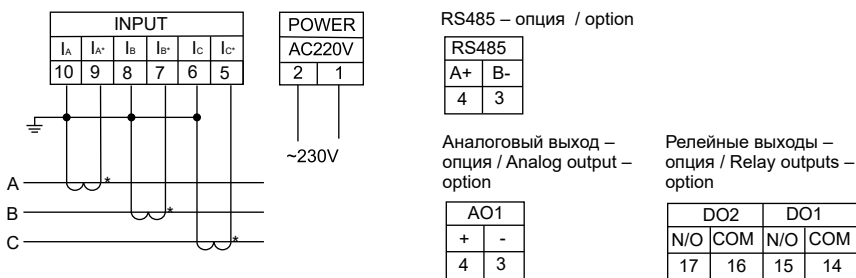 INPUT
IA IA* IB IB* IC IC*
10 9 8 7 6 5
A *
B *
C *
POWER
AC220V
2 1
~230V
RS485 – опция / option
RS485
A+ B-
4 3
Аналоговый выход –
опция / Analog output –
option
AO1
+ -
4 3
Релейные выходы –
опция / Relay outputs –
option
DO2 DO1
N/O COM N/O COM
17 16 15 14